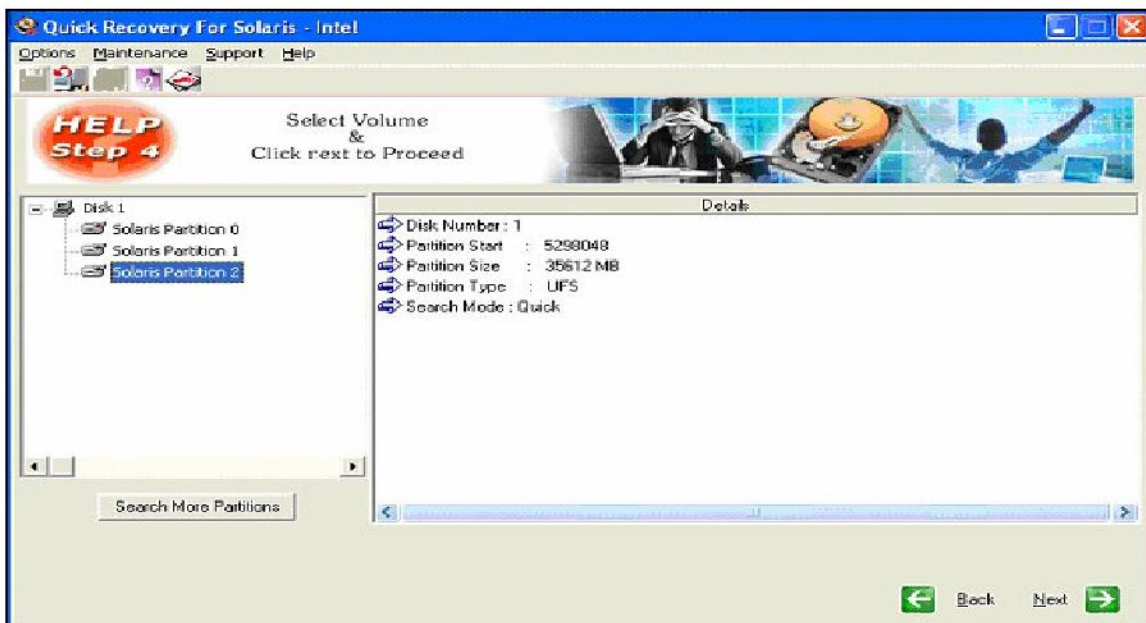 Quick Recovery For Solaris - Intel
Options Maintenance Support Help
HELP
Step 4
Select Volume
&
Click next to Proceed
Disk 1
Solaris Partition 0
Solaris Partition 1
Solaris Partition 2
Search More Partitions
Details
Disk Number : 1
Partition Start : 5298048
Partition Size : 35612 MB
Partition Type : UFS
Search Mode : Quick
Back Next